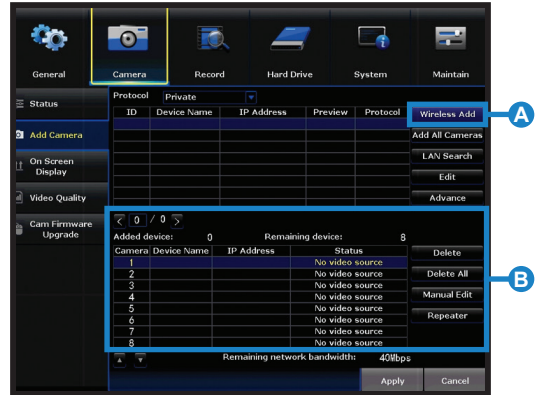 General Camera Record Hard Drive System Maintain
Status
Add Camera
On Screen
Display
Video Quality
Cam Firmware
Upgrade
Protocol Private
ID Device Name IP Address Preview Protocol
Wireless Add
A
Add All Cameras
LAN Search
Edit
Advance
0 / 0
Added device: 0 Remaining device: 8
Camera Device Name IP Address Status
1 No video source
2 No video source
3 No video source
4 No video source
5 No video source
6 No video source
7 No video source
8 No video source
Delete
Delete All
Manual Edit
Repeater
B
Remaining network bandwidth: 40Mbps
Apply Cancel